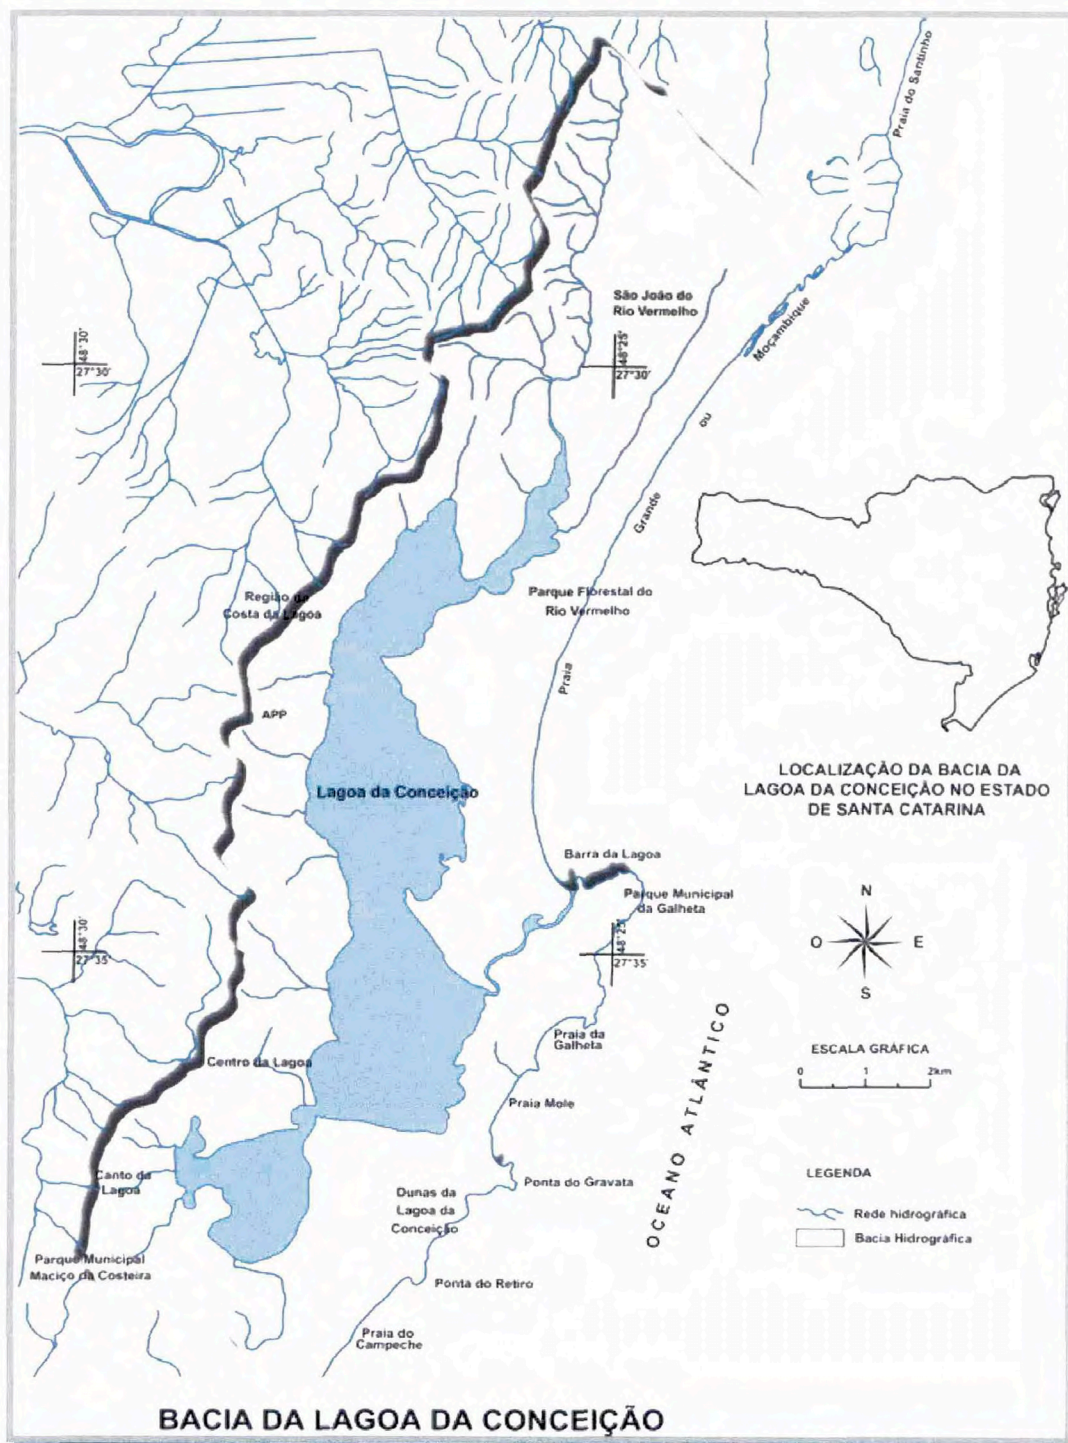 Praia do Santinho
São João do
Rio Vermelho
Moçambique
48°30'
27°30'
48°25'
27°30'
ou
Grande
Praia
Região da
Costa da Lagoa
Parque Florestal do
Rio Vermelho
APP
Lagoa da Conceição
LOCALIZAÇÃO DA BACIA DA
LAGOA DA CONCEIÇÃO NO ESTADO
DE SANTA CATARINA
Barra da Lagoa
Parque Municipal
da Galheta
N
O
E
S
48°30'
27°35'
48°25'
27°35'
Praia da
Galheta
Centro da Lagoa
ESCALA GRÁFICA
0 1 2km
Praia Mole
OCEANO ATLÂNTICO
Canto da
Lagoa
Ponta do Gravata
Dunas da
Lagoa da
Conceição
LEGENDA
Rede hidrográfica
Bacia Hidrográfica
Parque Municipal
Maciço da Costeira
Ponta do Retiro
Praia do
Campeche
BACIA DA LAGOA DA CONCEIÇÃO